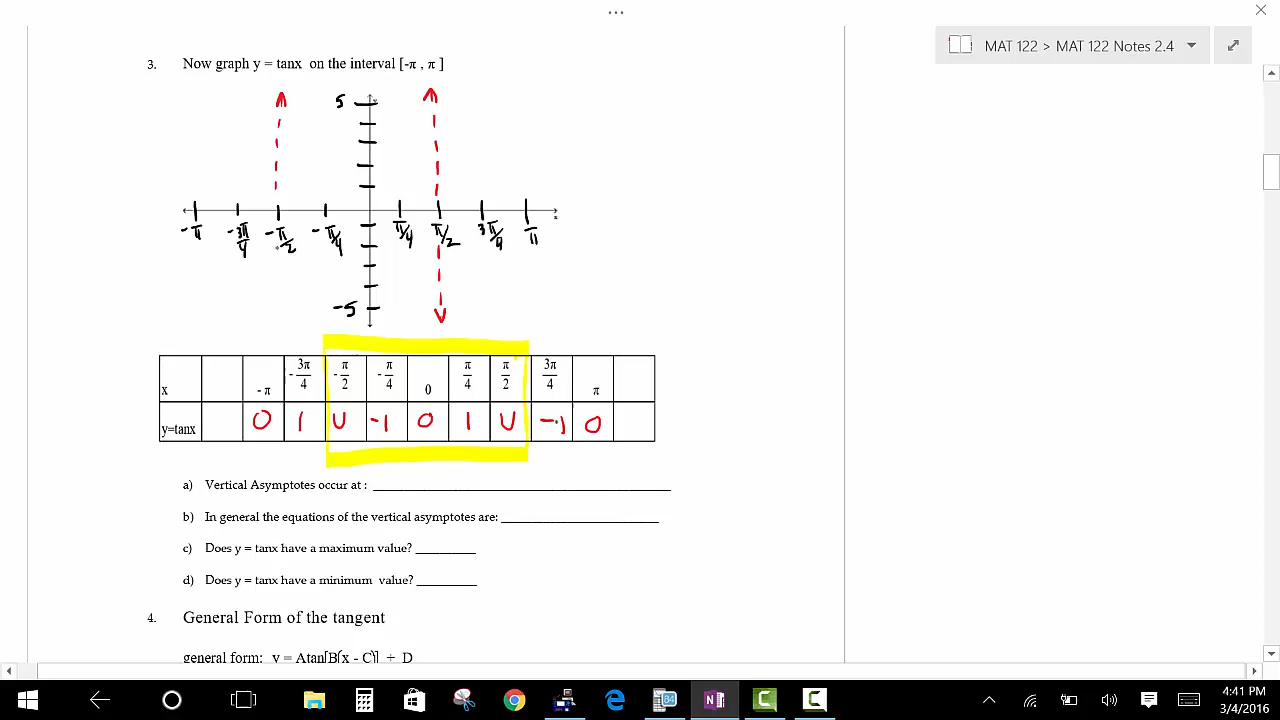 ...
MAT 122 > MAT 122 Notes 2.4
3. Now graph y = tanx on the interval [-π , π ]
5
y
x
-π -3π/4 -π/2 -π/4 π/4 π/2 3π/4 π
-5
x -π -3π/4 -π/2 -π/4 0 π/4 π/2 3π/4 π
y=tanx 0 1 U -1 0 1 U -1 0
a) Vertical Asymptotes occur at :
b) In general the equations of the vertical asymptotes are:
c) Does y = tanx have a maximum value?
d) Does y = tanx have a minimum value?
4. General Form of the tangent
general form: y = Atan[B(x - C)] + D
4:41 PM
3/4/2016